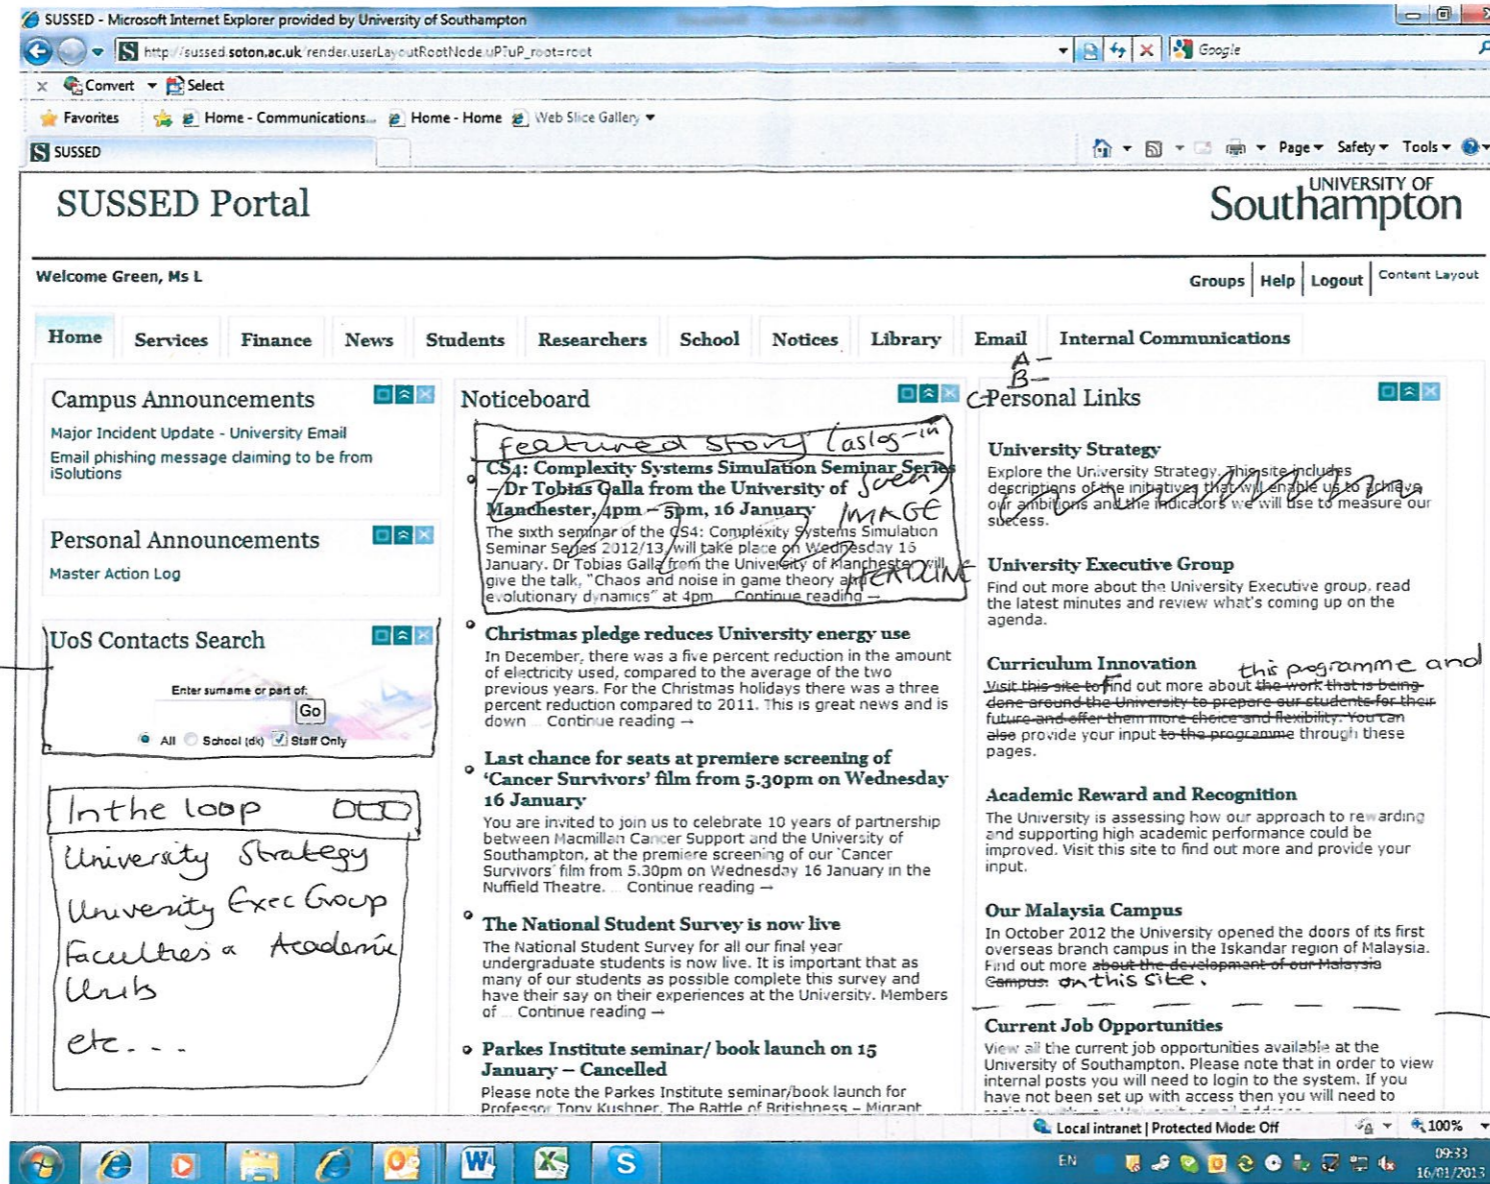 SUSSED - Microsoft Internet Explorer provided by University of Southampton
http://sussed.soton.ac.uk/render.userLayoutRootNode.uP?uP_root=root
Google
Convert Select
Favorites Home - Communications... Home - Home Web Slice Gallery
SUSSED
Page Safety Tools
SUSSED Portal
UNIVERSITY OF
Southampton
Welcome Green, Ms L
Groups Help Logout Content Layout
Home Services Finance News Students Researchers School Notices Library Email Internal Communications
Campus Announcements
Major Incident Update - University Email
Email phishing message claiming to be from
iSolutions
Personal Announcements
Master Action Log
UoS Contacts Search
Enter surname or part of:
Go
All School (dk) Staff Only
In the loop
University Strategy
University Exec Group
Faculties & Academic
Units
etc...
Noticeboard
featured story (as log-in
screen)
IMAGE
HEADLINE
CS4: Complexity Systems Simulation Seminar Series
– Dr Tobias Galla from the University of
Manchester, 4pm – 5pm, 16 January
The sixth seminar of the CS4: Complexity Systems Simulation
Seminar Series 2012/13, will take place on Wednesday 16
January. Dr Tobias Galla from the University of Manchester will
give the talk, "Chaos and noise in game theory and
evolutionary dynamics" at 4pm ... Continue reading →
Christmas pledge reduces University energy use
In December, there was a five percent reduction in the amount
of electricity used, compared to the average of the two
previous years. For the Christmas holidays there was a three
percent reduction compared to 2011. This is great news and is
down ... Continue reading →
Last chance for seats at premiere screening of
'Cancer Survivors' film from 5.30pm on Wednesday
16 January
You are invited to join us to celebrate 10 years of partnership
between Macmillan Cancer Support and the University of
Southampton, at the premiere screening of our 'Cancer
Survivors' film from 5.30pm on Wednesday 16 January in the
Nuffield Theatre. ... Continue reading →
The National Student Survey is now live
The National Student Survey for all our final year
undergraduate students is now live. It is important that as
many of our students as possible complete this survey and
have their say on their experiences at the University. Members
of ... Continue reading →
Parkes Institute seminar/ book launch on 15
January – Cancelled
Please note the Parkes Institute seminar/book launch for
Professor Tony Kushner, The Battle of Britishness – Migrant
A –
B –
C – Personal Links
University Strategy
Explore the University Strategy. This site includes
descriptions of the initiatives that will enable us to achieve
our ambitions and the indicators we will use to measure our
success.
University Executive Group
Find out more about the University Executive group, read
the latest minutes and review what's coming up on the
agenda.
Curriculum Innovation
this pogramme and
Visit this site to find out more about the work that is being
done around the University to prepare our students for their
future and offer them more choice and flexibility. You can
also provide your input to the programme through these
pages.
Academic Reward and Recognition
The University is assessing how our approach to rewarding
and supporting high academic performance could be
improved. Visit this site to find out more and provide your
input.
Our Malaysia Campus
In October 2012 the University opened the doors of its first
overseas branch campus in the Iskandar region of Malaysia.
Find out more about the development of our Malaysia
Campus. on this site.
Current Job Opportunities
View all the current job opportunities available at the
University of Southampton. Please note that in order to view
internal posts you will need to login to the system. If you
have not been set up with access then you will need to
Local intranet | Protected Mode: Off 100%
EN 09:33
16/01/2013